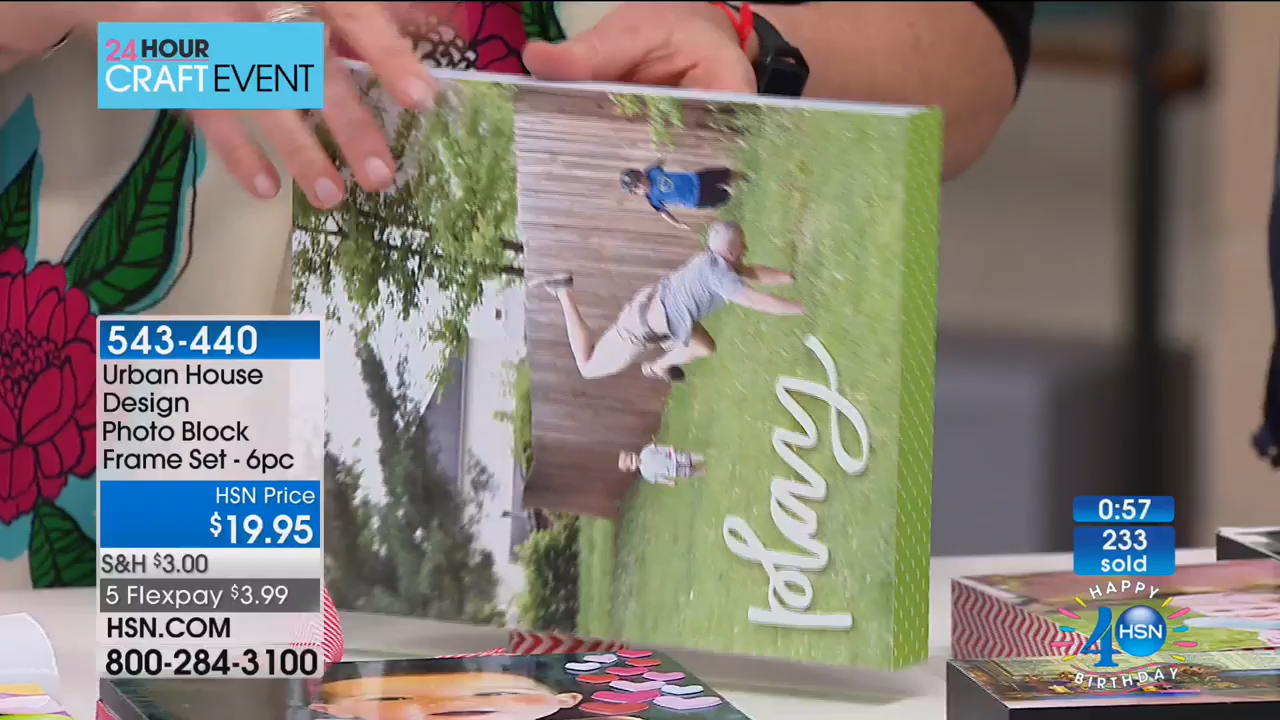 24 HOUR
CRAFT EVENT
543-440
Urban House
Design
Photo Block
Frame Set - 6pc
HSN Price
$19.95
S&H $3.00
5 Flexpay $3.99
HSN.COM
800-284-3100
play
0:57
233
sold
HAPPY
40 HSN
BIRTHDAY